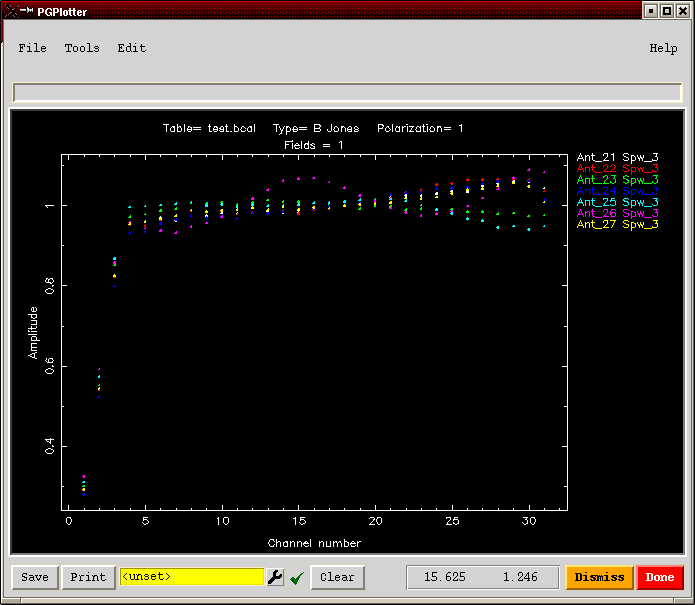 PGPlotter
File Tools Edit Help
Table= test.bcal Type= B Jones Polarization= 1
Fields = 1
Ant_21 Spw_3
Ant_22 Spw_3
Ant_23 Spw_3
Ant_24 Spw_3
Ant_25 Spw_3
Ant_26 Spw_3
Ant_27 Spw_3
1
0.8
0.6
0.4
Amplitude
0 5 10 15 20 25 30
Channel number
Save Print <unset> Clear 15.625 1.246 Dismiss Done